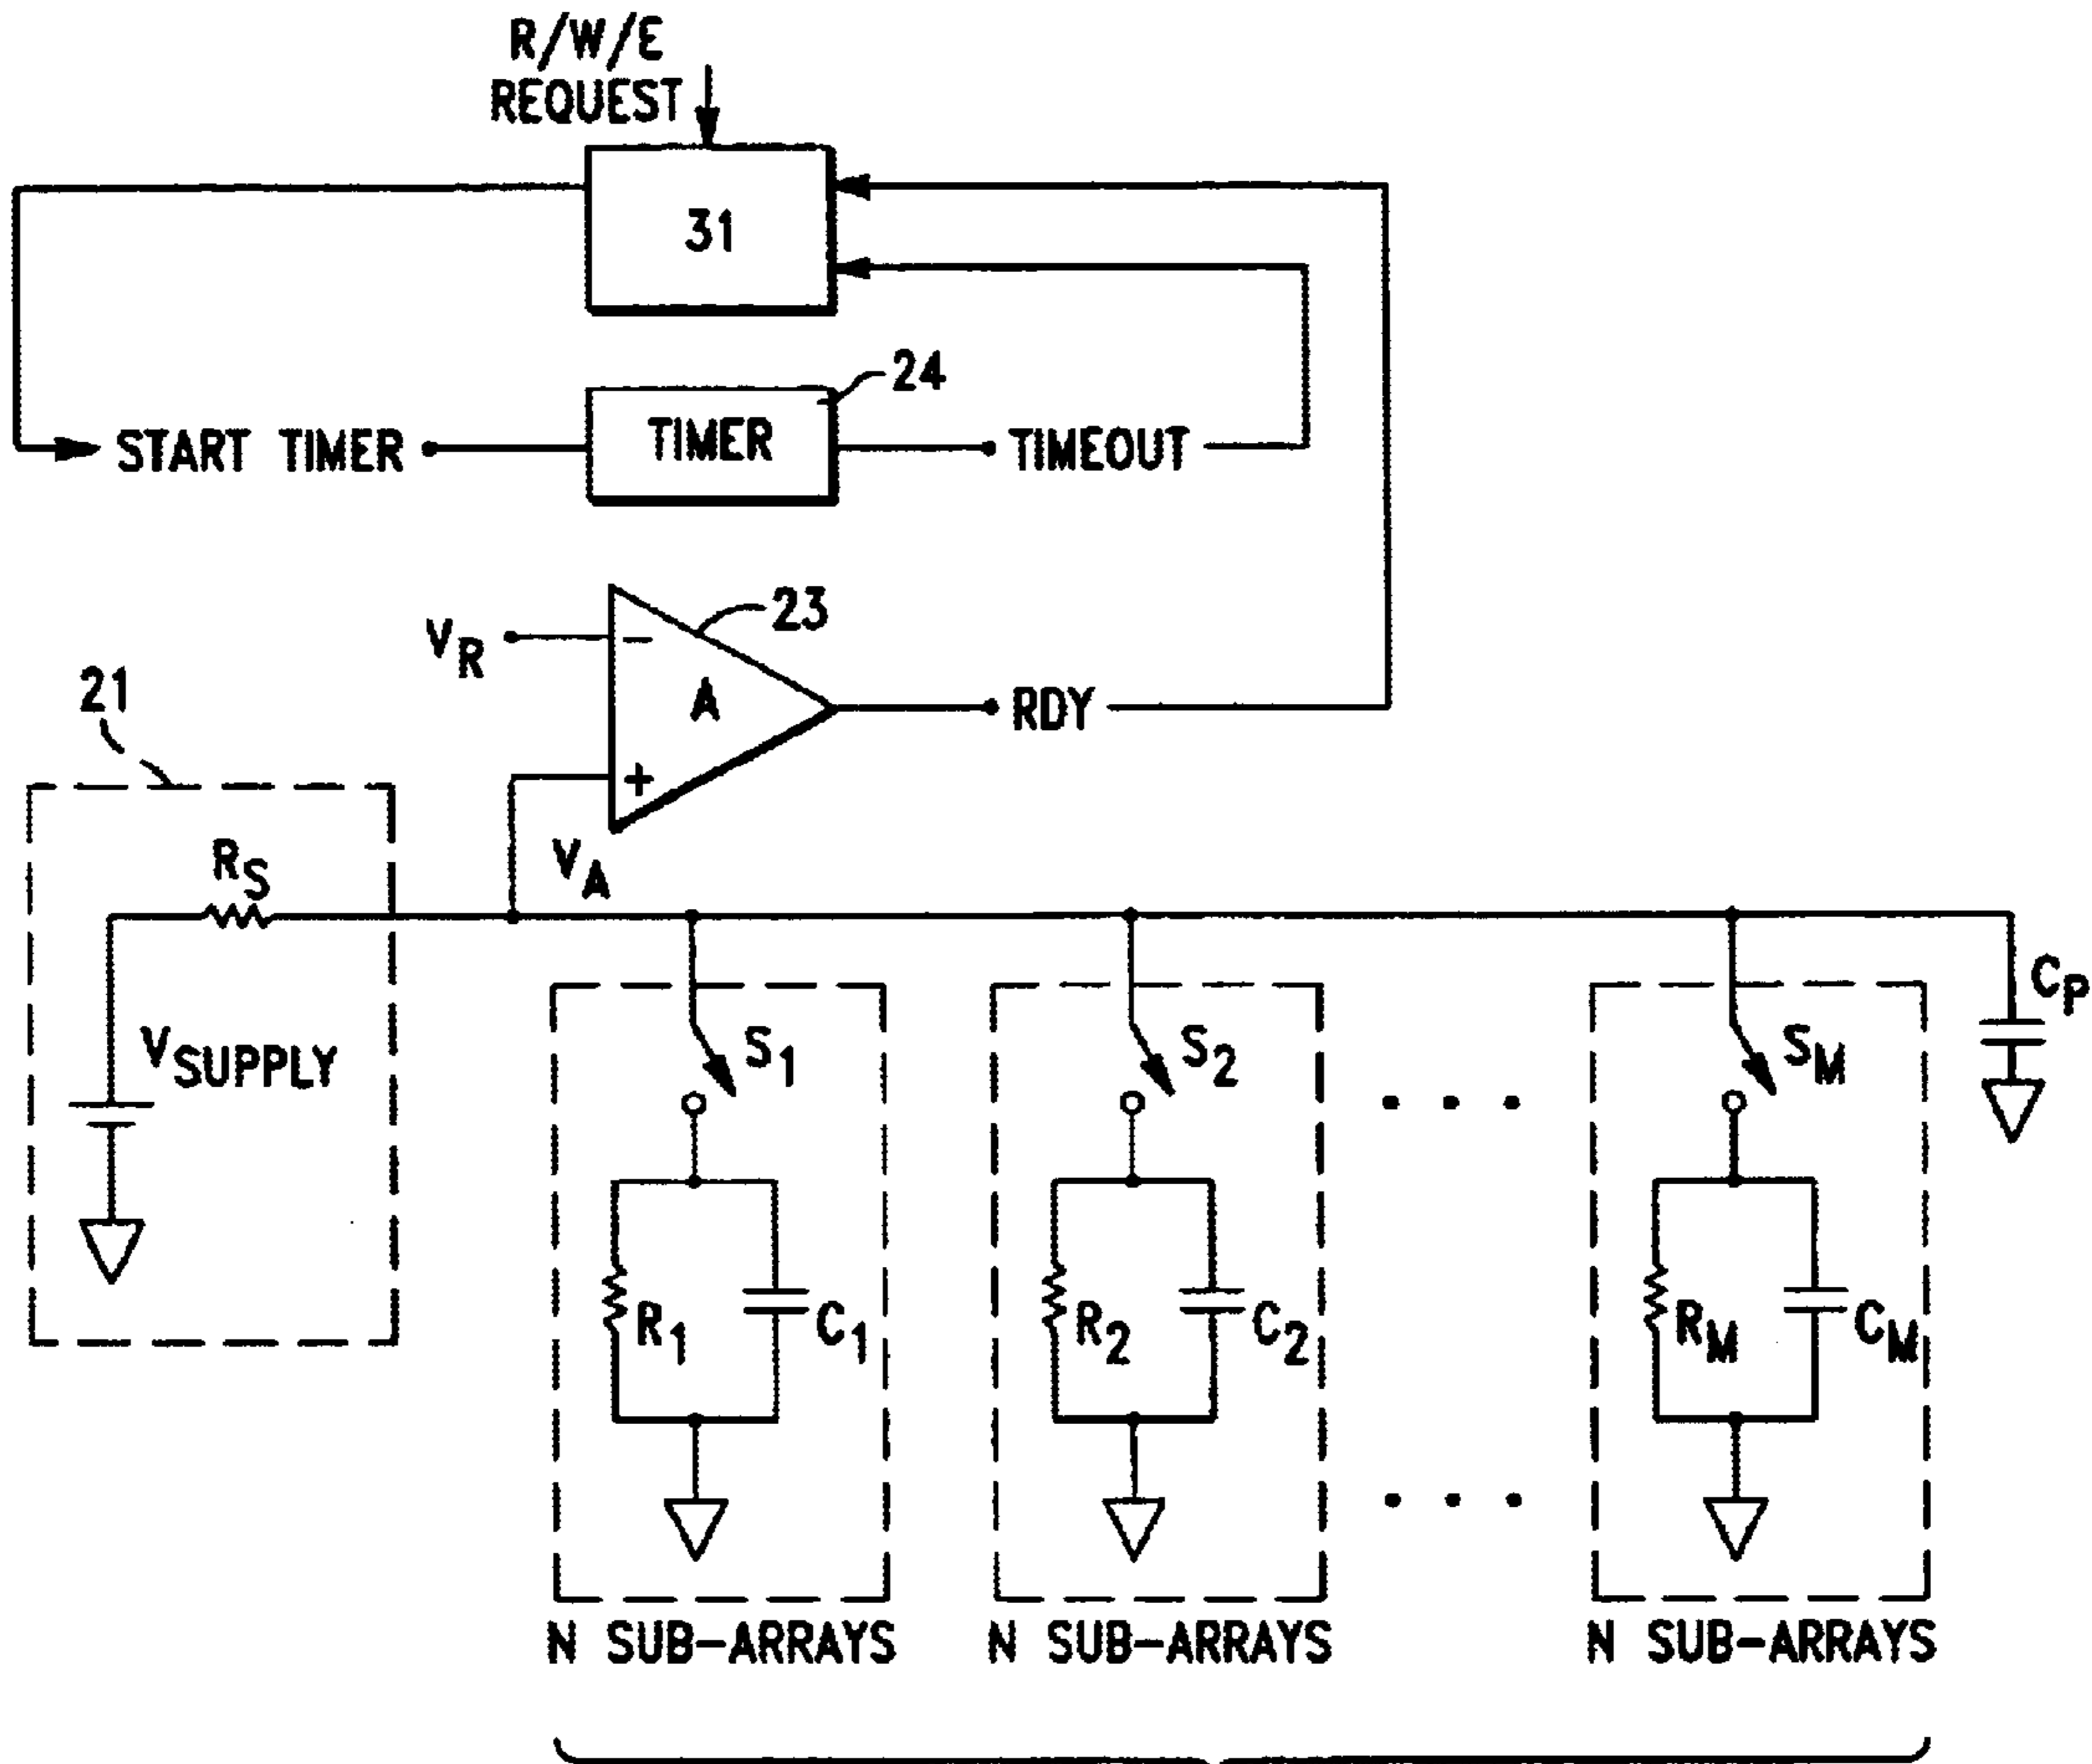 R/W/E
REQUEST
31
24
START TIMER
TIMER
TIMEOUT
23
V_R
−
A
RDY
21
+
V_A
R_S
C_P
V_SUPPLY
S_1
S_2
S_M
R_1
C_1
R_2
C_2
R_M
C_M
N SUB-ARRAYS
N SUB-ARRAYS
N SUB-ARRAYS